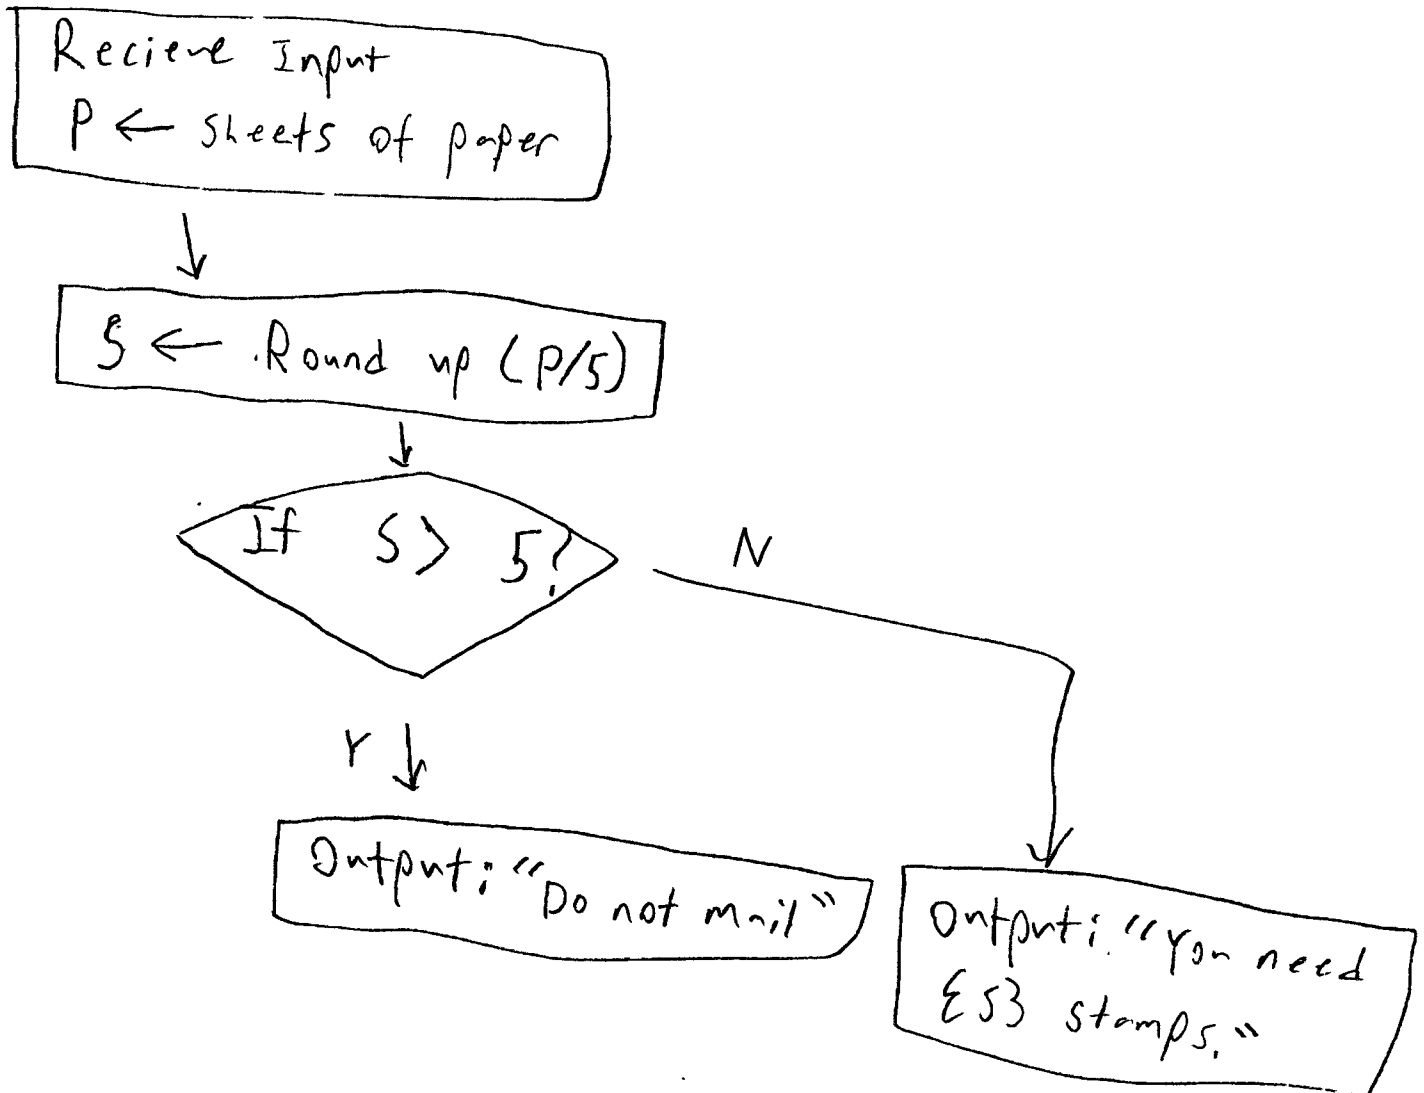 Recieve Input
P ← sheets of paper
S ← Round up (P/5)
If S > 5?
N
Y
Output: "Do not mail"
Output: "You need
{S} stamps."